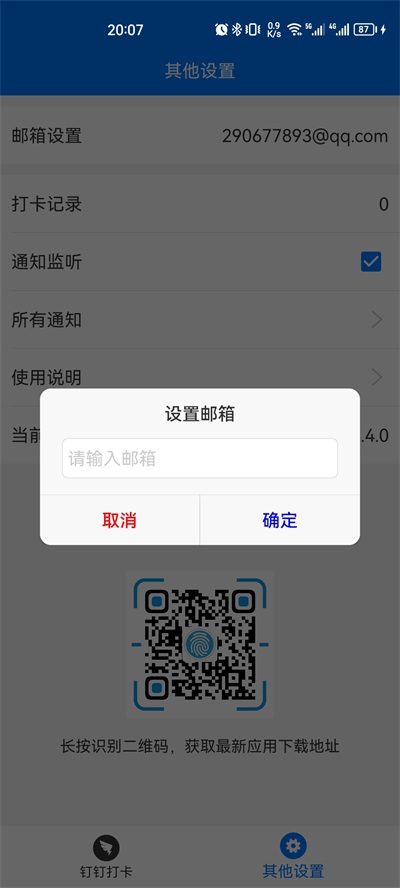 20:07
0.9 K/s 5G 4G 87
其他设置
邮箱设置 290677893@qq.com
打卡记录 0
通知监听
所有通知
使用说明
当前 .4.0
设置邮箱
请输入邮箱
取消 确定
长按识别二维码，获取最新应用下载地址
钉钉打卡 其他设置